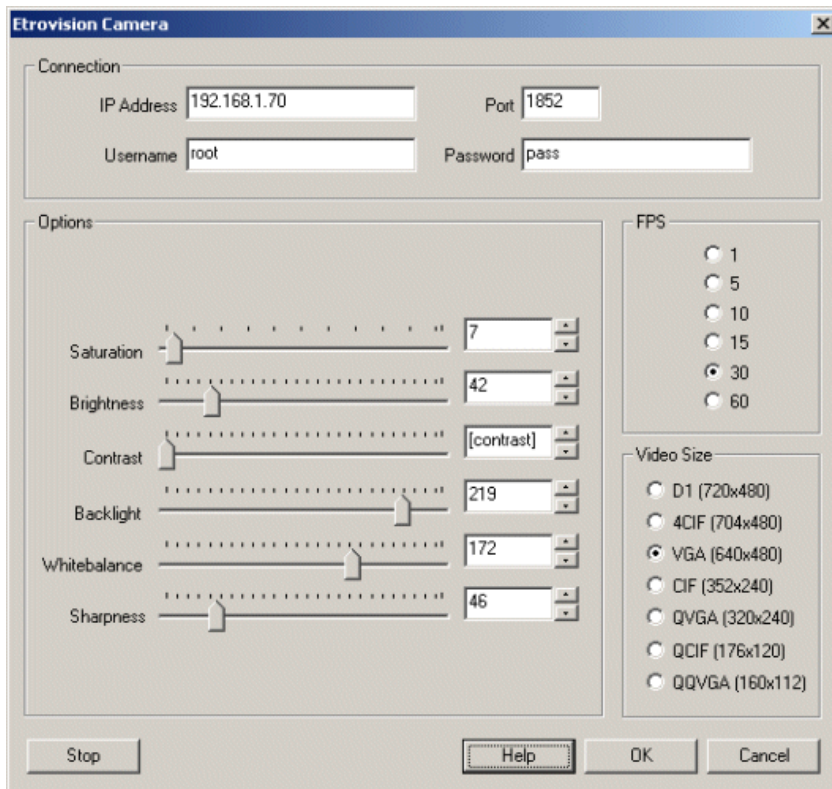 Etrovision Camera
Connection
IP Address 192.168.1.70 Port 1852
Username root Password pass
Options
Saturation 7
Brightness 42
Contrast [contrast]
Backlight 219
Whitebalance 172
Sharpness 46
FPS
1
5
10
15
30
60
Video Size
D1 (720x480)
4CIF (704x480)
VGA (640x480)
CIF (352x240)
QVGA (320x240)
QCIF (176x120)
QQVGA (160x112)
Stop Help OK Cancel